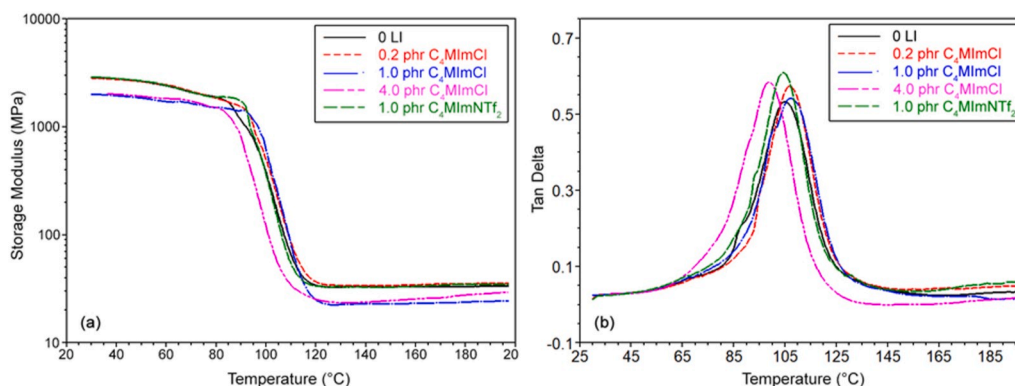 10000
1000
100
10
Storage Modulus (MPa)
0 LI
0.2 phr C₄MImCl
1.0 phr C₄MImCl
4.0 phr C₄MImCl
1.0 phr C₄MImNTf₂
(a)
20 40 60 80 100 120 140 160 180 20
Temperature (°C)
0.7
0.5
0.3
0.1
-0.1
Tan Delta
0 LI
0.2 phr C₄MImCl
1.0 phr C₄MImCl
4.0 phr C₄MImCl
1.0 phr C₄MImNTf₂
(b)
25 45 65 85 105 125 145 165 185
Temperature (°C)